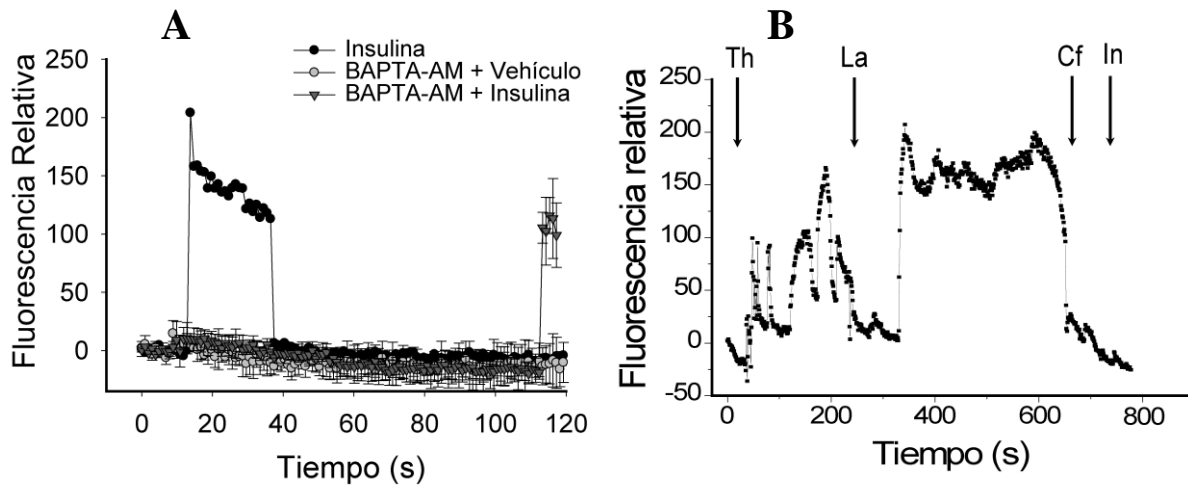 A
Fluorescencia Relativa
250
200
150
100
50
0
Insulina
BAPTA-AM + Vehículo
BAPTA-AM + Insulina
0 20 40 60 80 100 120
Tiempo (s)
B
Th La Cf In
Fluorescencia relativa
250
200
150
100
50
0
-50
0 200 400 600 800
Tiempo (s)